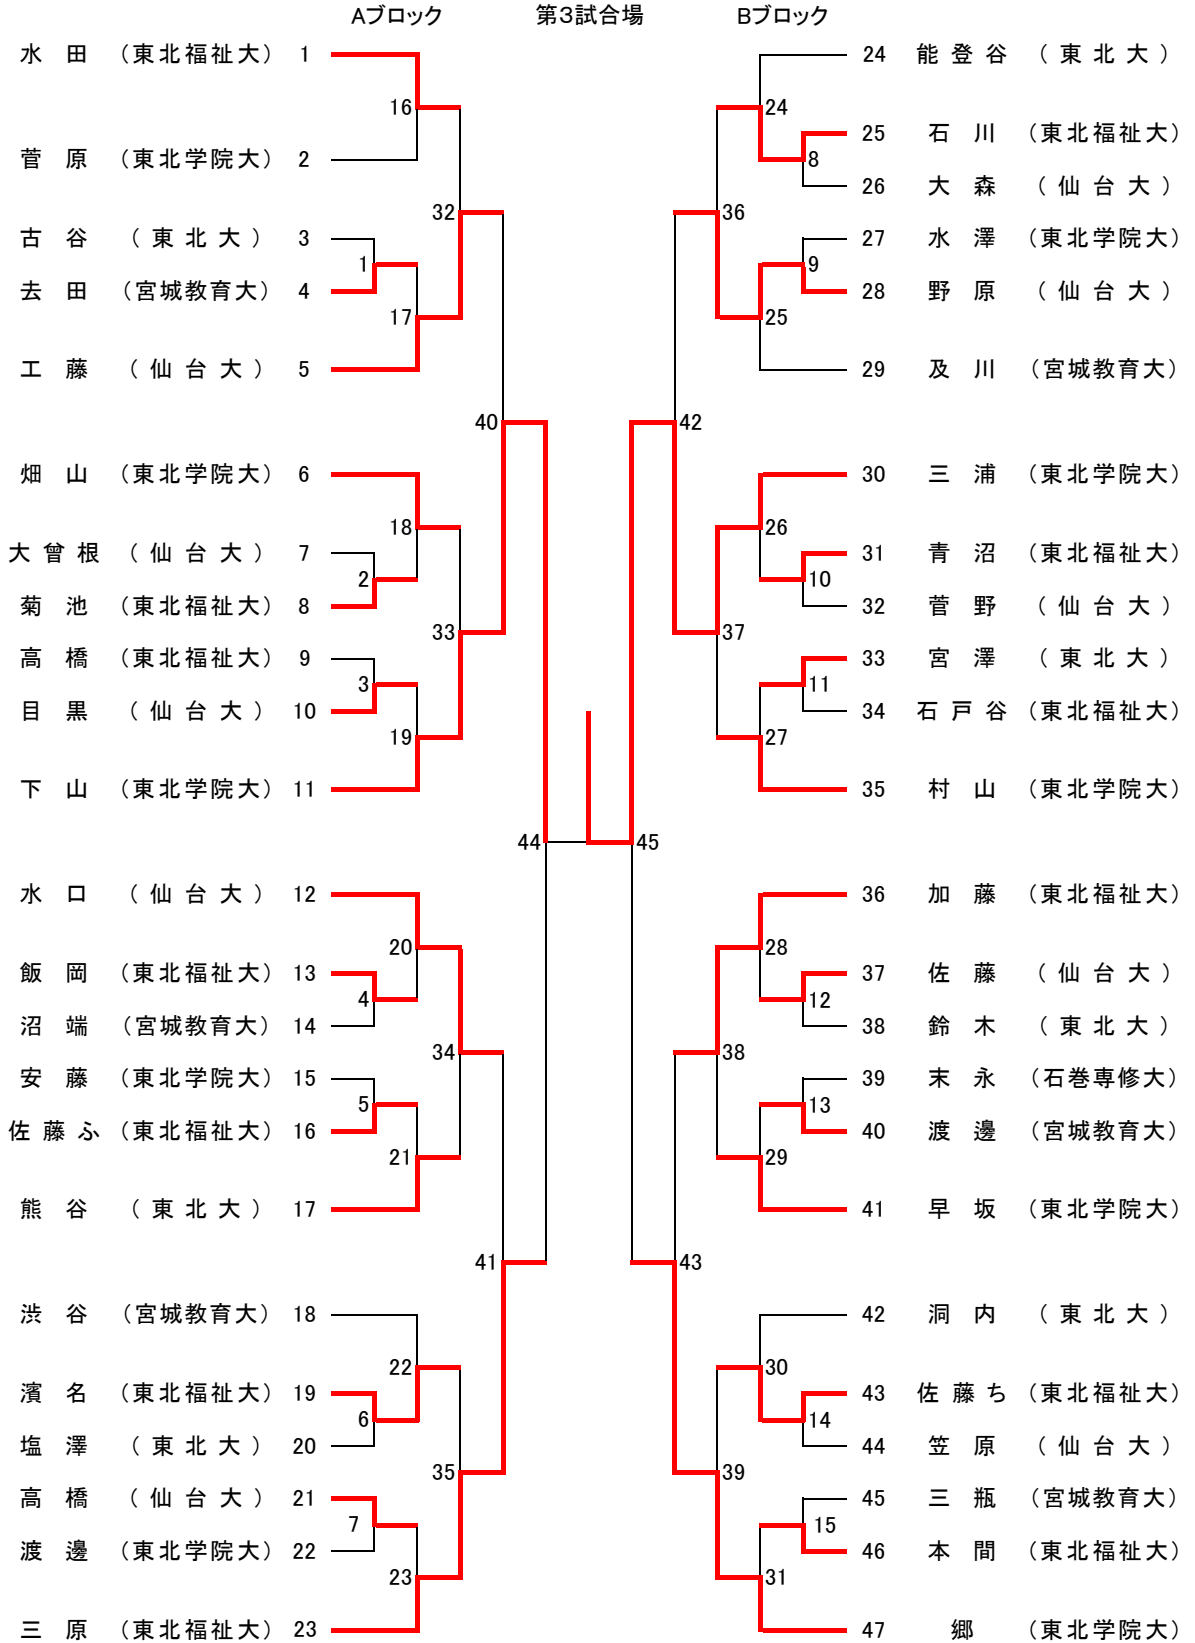 Aブロック 第3試合場 Bブロック
水 田 （東北福祉大） 1
24 能登谷 （東北大）
16
24
25 石 川 （東北福祉大）
菅 原 （東北学院大） 2
8
26 大 森 （仙台大）
32
36
古 谷 （東北大） 3
27 水 澤 （東北学院大）
1
9
去 田 （宮城教育大） 4
28 野 原 （仙台大）
17
25
工 藤 （仙台大） 5
29 及 川 （宮城教育大）
40
42
畑 山 （東北学院大） 6
30 三 浦 （東北学院大）
18
26
大曾根 （仙台大） 7
31 青 沼 （東北福祉大）
2
10
菊 池 （東北福祉大） 8
32 菅 野 （仙台大）
33
37
高 橋 （東北福祉大） 9
33 宮 澤 （東北大）
3
11
目 黒 （仙台大） 10
34 石戸谷 （東北福祉大）
19
27
下 山 （東北学院大） 11
35 村 山 （東北学院大）
44
45
水 口 （仙台大） 12
36 加 藤 （東北福祉大）
20
28
飯 岡 （東北福祉大） 13
37 佐 藤 （仙台大）
4
12
沼 端 （宮城教育大） 14
38 鈴 木 （東北大）
34
38
安 藤 （東北学院大） 15
39 末 永 （石巻専修大）
5
13
佐藤ふ （東北福祉大） 16
40 渡 邊 （宮城教育大）
21
29
熊 谷 （東北大） 17
41 早 坂 （東北学院大）
41
43
渋 谷 （宮城教育大） 18
42 洞 内 （東北大）
22
30
濱 名 （東北福祉大） 19
43 佐藤ち （東北福祉大）
6
14
塩 澤 （東北大） 20
44 笠 原 （仙台大）
35
39
高 橋 （仙台大） 21
45 三 瓶 （宮城教育大）
7
15
渡 邊 （東北学院大） 22
46 本 間 （東北福祉大）
23
31
三 原 （東北福祉大） 23
47 郷 （東北学院大）